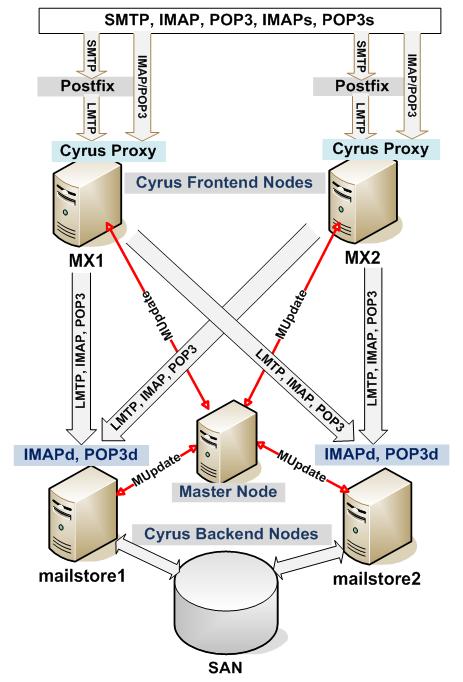 SMTP, IMAP, POP3, IMAPs, POP3s
SMTP
IMAP/POP3
SMTP
IMAP/POP3
Postfix
Postfix
LMTP
LMTP
Cyrus Proxy
Cyrus Proxy
Cyrus Frontend Nodes
MX1
MX2
MUpdate
MUpdate
LMTP, IMAP, POP3
LMTP, IMAP, POP3
LMTP, IMAP, POP3
LMTP, IMAP, POP3
IMAPd, POP3d
IMAPd, POP3d
MUpdate
MUpdate
Master Node
Cyrus Backend Nodes
mailstore1
mailstore2
SAN